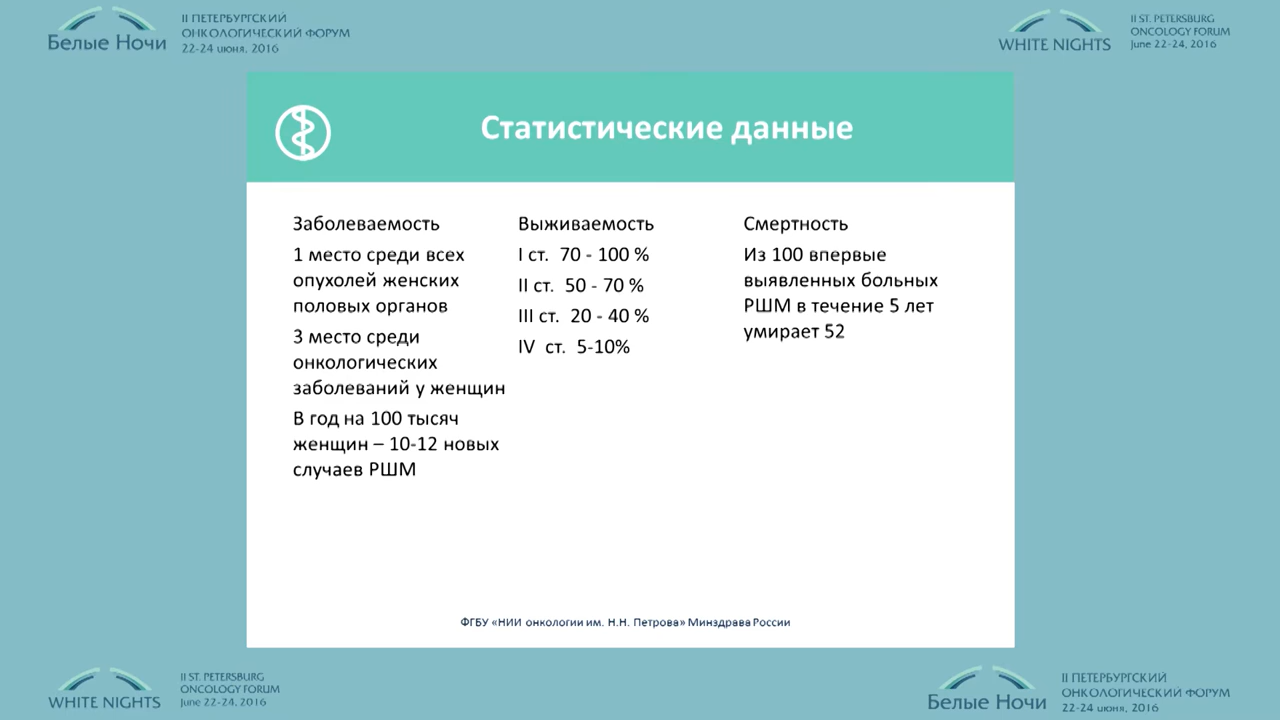 Белые Ночи
II ПЕТЕРБУРГСКИЙ
ОНКОЛОГИЧЕСКИЙ ФОРУМ
22-24 июня, 2016
WHITE NIGHTS
II ST. PETERSBURG
ONCOLOGY FORUM
June 22-24, 2016
Статистические данные
Заболеваемость
1 место среди всех
опухолей женских
половых органов
3 место среди
онкологических
заболеваний у женщин
В год на 100 тысяч
женщин – 10-12 новых
случаев РШМ
Выживаемость
I ст. 70 - 100 %
II ст. 50 - 70 %
III ст. 20 - 40 %
IV ст. 5-10%
Смертность
Из 100 впервые
выявленных больных
РШМ в течение 5 лет
умирает 52
ФГБУ «НИИ онкологии им. Н.Н. Петрова» Минздрава России
WHITE NIGHTS
II ST. PETERSBURG
ONCOLOGY FORUM
June 22-24, 2016
Белые Ночи
II ПЕТЕРБУРГСКИЙ
ОНКОЛОГИЧЕСКИЙ ФОРУМ
22-24 июня, 2016